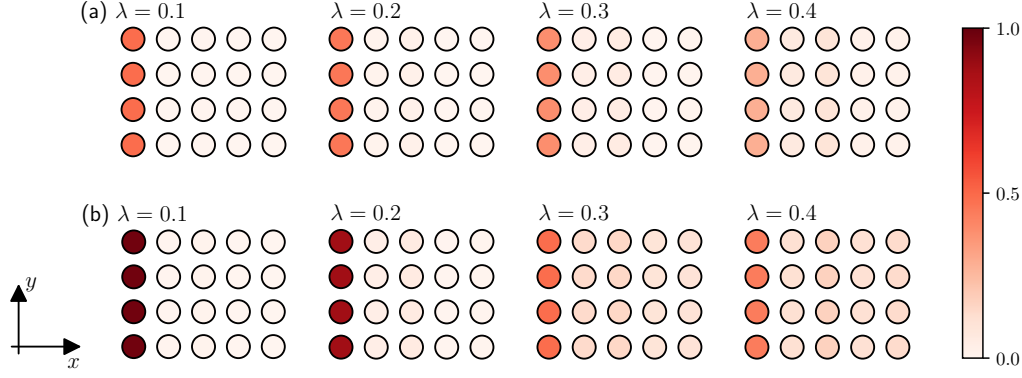 (a) λ = 0.1 λ = 0.2 λ = 0.3 λ = 0.4
1.0
0.5
(b) λ = 0.1 λ = 0.2 λ = 0.3 λ = 0.4
y
x
0.0